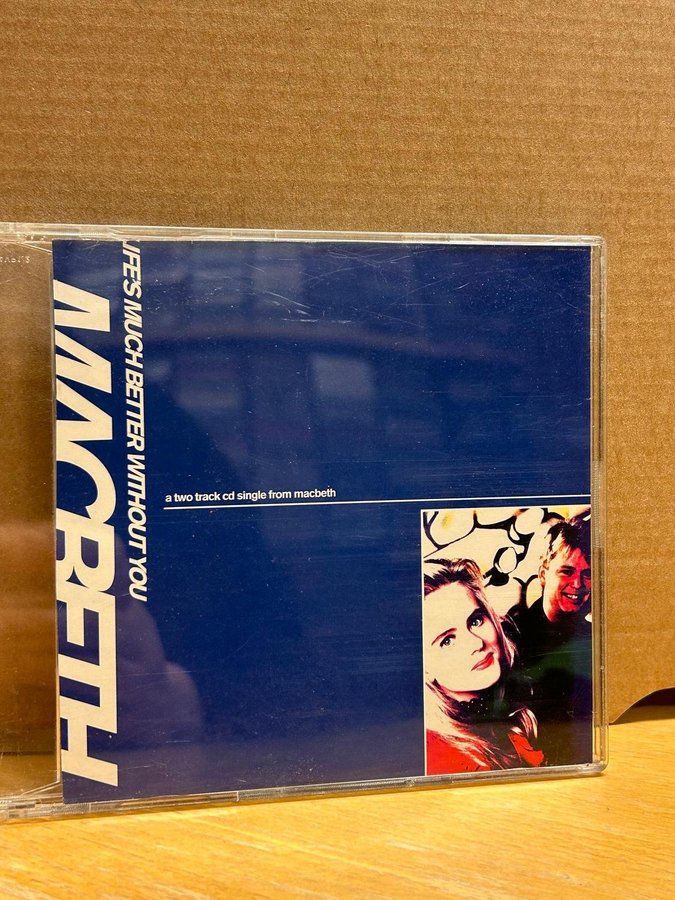 MACBETH
LIFE'S MUCH BETTER WITHOUT YOU
a two track cd single from macbeth